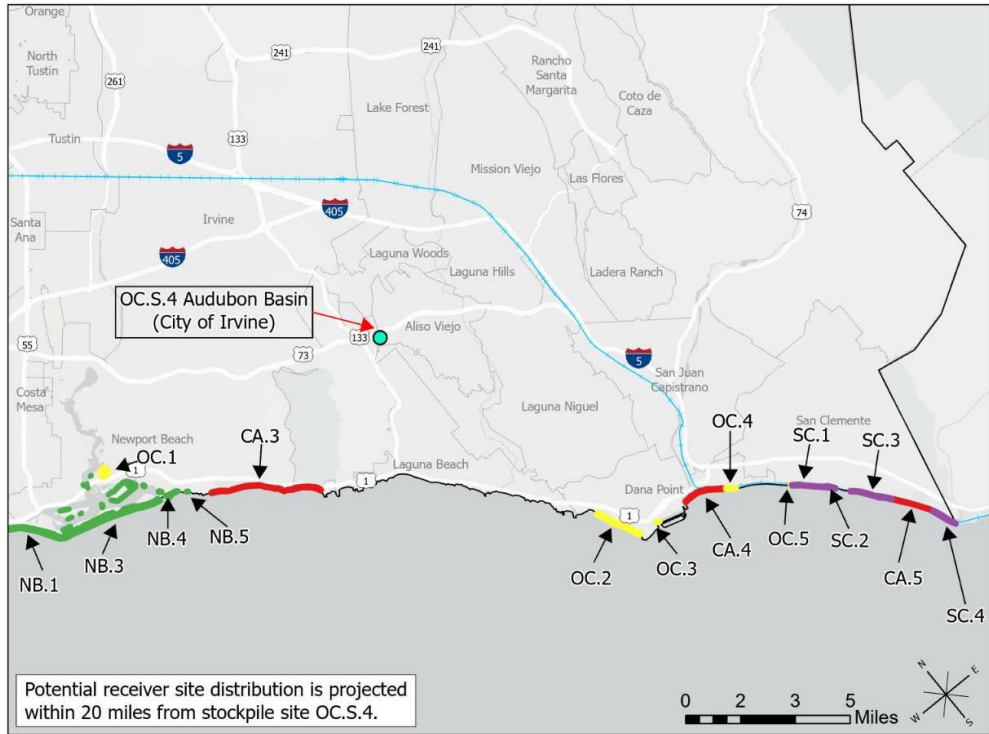 Orange
241
241
North
Tustin
261
Rancho
Santa
Margarita
Coto de
Caza
Lake Forest
133
Tustin
5
Mission Viejo
Las Flores
405
Irvine
Santa
Ana
74
405
Laguna Woods
Laguna Hills
Ladera Ranch
OC.S.4 Audubon Basin
(City of Irvine)
133
Aliso Viejo
55
73
5
San Juan
Capistrano
Costa
Mesa
Laguna Niguel
OC.4
San Clemente
SC.1
SC.3
Newport Beach
OC.1
1
CA.3
Laguna Beach
1
Dana Point
1
NB.1
NB.3
NB.4
NB.5
OC.2
OC.3
CA.4
OC.5
SC.2
CA.5
SC.4
Potential receiver site distribution is projected
within 20 miles from stockpile site OC.S.4.
0 2 3 5
Miles
N
E
W
S